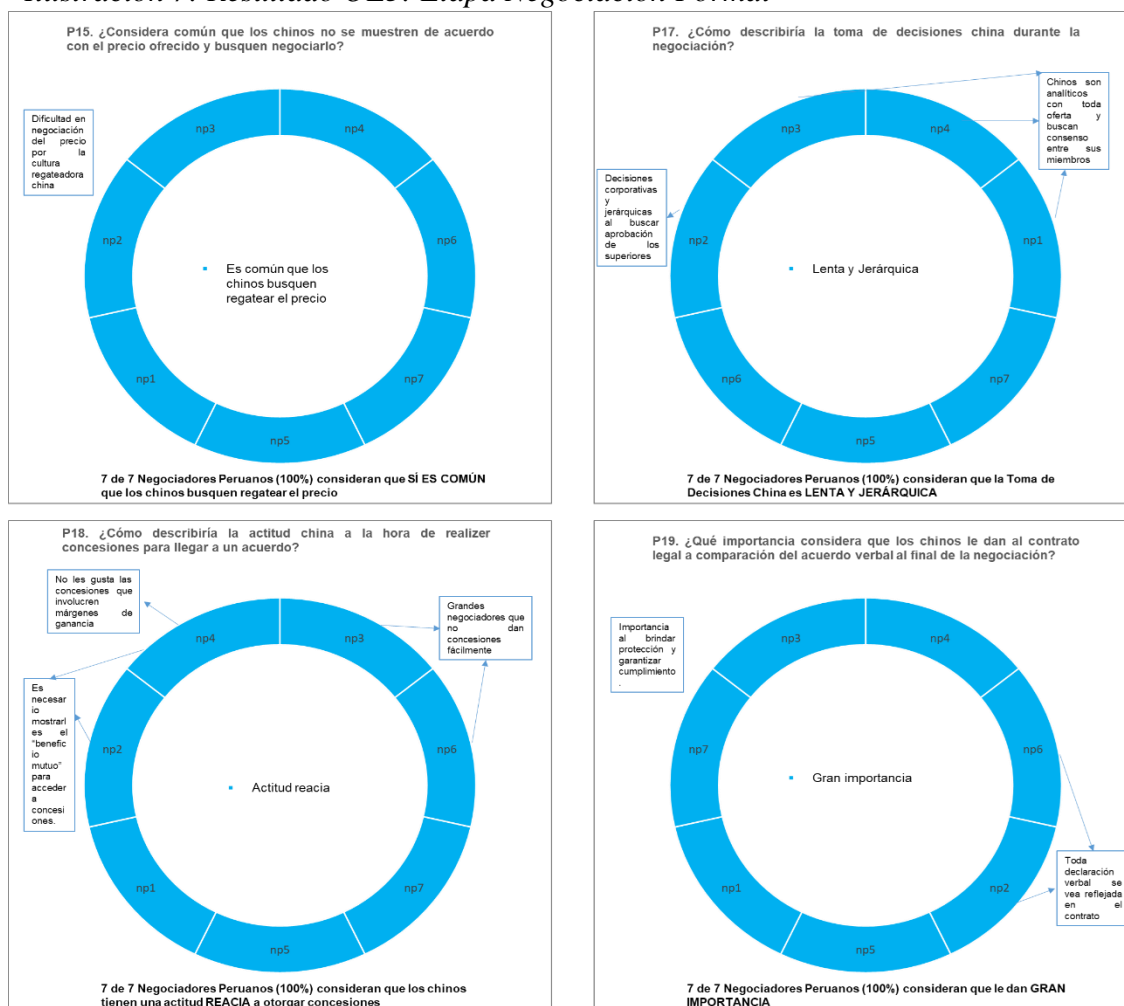 Ilustración 7: Resultado OE3: Etapa Negociación Formal
P15. ¿Considera común que los chinos no se muestren de acuerdo
con el precio ofrecido y busquen negociarlo?
Dificultad en
negociación
del precio
por la
cultura
regateadora
china
np3
np4
np2
np6
np1
np7
np5
Es común que los
chinos busquen
regatear el precio
7 de 7 Negociadores Peruanos (100%) consideran que SÍ ES COMÚN
que los chinos busquen regatear el precio
P17. ¿Cómo describiría la toma de decisiones china durante la
negociación?
Chinos son
analíticos
con toda
oferta y
buscan
consenso
entre sus
miembros
Decisiones
corporativas
y
jerárquicas
al buscar
aprobación
de los
superiores
np3
np4
np2
np1
np6
np7
np5
Lenta y Jerárquica
7 de 7 Negociadores Peruanos (100%) consideran que la Toma de
Decisiones China es LENTA Y JERÁRQUICA
P18. ¿Cómo describiría la actitud china a la hora de realizer
concesiones para llegar a un acuerdo?
No les gusta las
concesiones que
involucren
márgenes de
ganancia
Grandes
negociadores que
no dan
concesiones
fácilmente
Es
necesar
io
mostrarl
es el
"benefic
io
mutuo"
para
acceder
a
concesi
ones.
np4
np3
np2
np6
np1
np7
np5
Actitud reacia
7 de 7 Negociadores Peruanos (100%) consideran que los chinos
tienen una actitud REACIA a otorgar concesiones
P19. ¿Qué importancia considera que los chinos le dan al contrato
legal a comparación del acuerdo verbal al final de la negociación?
Importancia
al brindar
protección y
garantizar
cumplimiento
.
np3
np4
np7
np6
np1
np2
np5
Gran importancia
Toda
declaración
verbal se
vea reflejada
en el
contrato
7 de 7 Negociadores Peruanos (100%) consideran que le dan GRAN
IMPORTANCIA